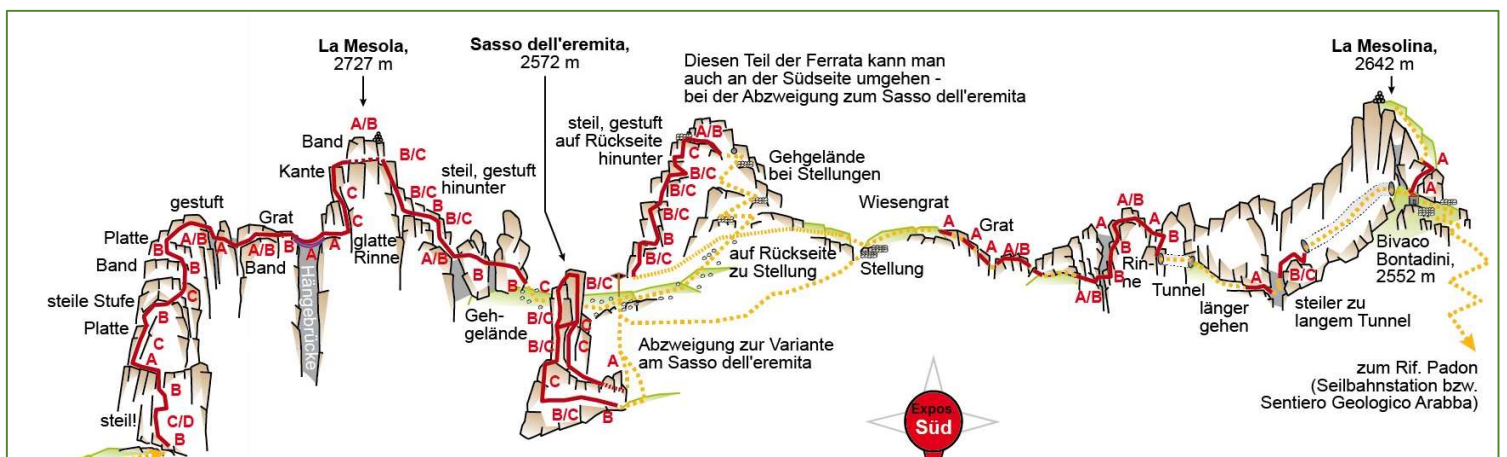 La Mesola,
2727 m
A/B
Band
Kante
B/C
steil, gestuft
hinunter
C
B/C
B
B/C
C
glatte
Rinne
A/B
B
B
gestuft
Platte
B
A/B
A
Grat
A/B
B
Band
A
A
Hängebrücke
Band
B
steile Stufe
C
Platte
B
C
A
B
steil!
C/D
B
Sasso dell'eremita,
2572 m
Geh-
gelände
C
B/C
B/C
B/C
C
C
B/C
B
A
Abzweigung zur Variante
am Sasso dell'eremita
Diesen Teil der Ferrata kann man
auch an der Südseite umgehen -
bei der Abzweigung zum Sasso dell'eremita
steil, gestuft
auf Rückseite
hinunter
A/B
C
B/C
B/C
B
B/C
Gehgelände
bei Stellungen
auf Rückseite
zu Stellung
Wiesengrat
Stellung
A
Grat
A
A
A/B
A
A/B
A
A/B
B
A
B
B
Rin-
ne
Tunnel
länger
gehen
A
B/C
steiler zu
langem Tunnel
La Mesolina,
2642 m
A
A
Bivaco
Bontadini,
2552 m
zum Rif. Padon
(Seilbahnstation bzw.
Sentiero Geologico Arabba)
Expos.
Süd